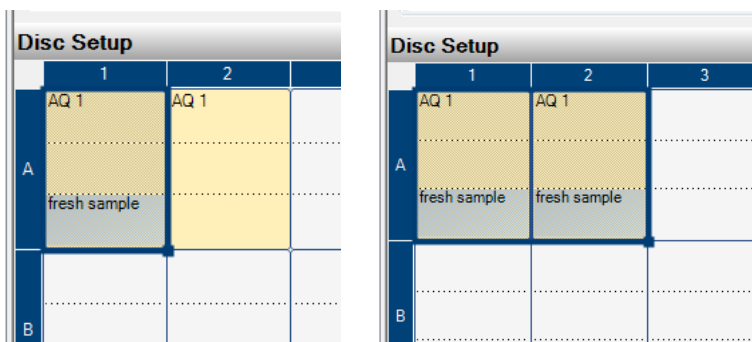 Disc Setup
1 2
A
AQ 1 AQ 1
fresh sample
B
Disc Setup
1 2 3
A
AQ 1 AQ 1
fresh sample fresh sample
B